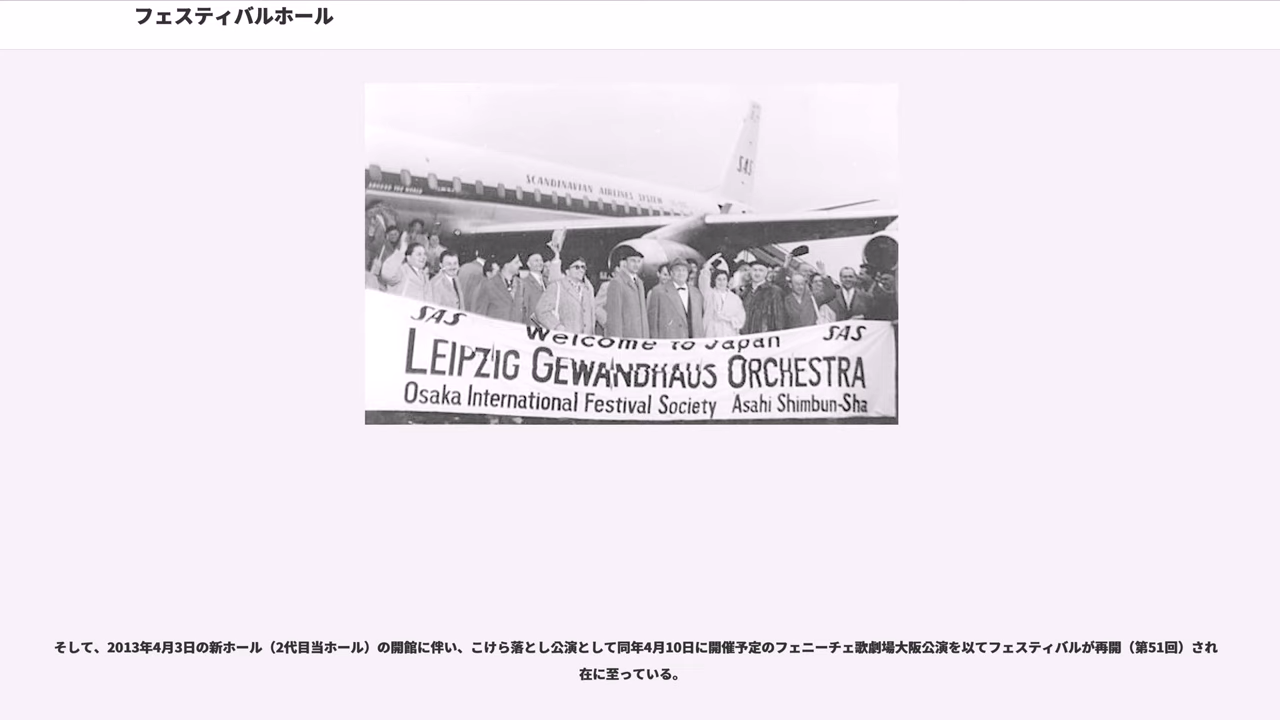 フェスティバルホール
SAS
SCANDINAVIAN AIRLINES SYSTEM
AROUND THE WORLD
SAS SAS
Welcome to Japan
LEIPZIG GEWANDHAUS ORCHESTRA
Osaka International Festival Society Asahi Shimbun-Sha
そして、2013年4月3日の新ホール（2代目当ホール）の開館に伴い、こけら落とし公演として同年4月10日に開催予定のフェニーチェ歌劇場大阪公演を以てフェスティバルが再開（第51回）され
在に至っている。